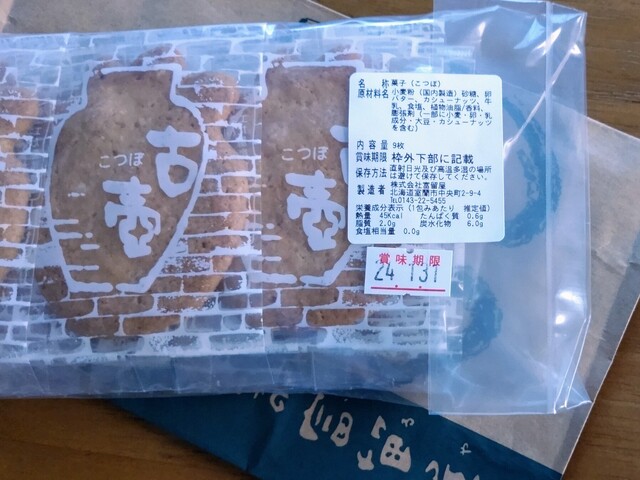 古壺
こつぼ
古壺
こつぼ
名 称 菓子（こつぼ）
原材料名 小麦粉（国内製造）砂糖、卵
バター、カシューナッツ、牛
乳、食塩、植物油脂/香料、
膨張剤（一部に小麦・卵・乳
成分・大豆・カシューナッツ
を含む）
内容量 9枚
賞味期限 枠外下部に記載
保存方法 直射日光及び高温多湿の場所
は避けて保存してください。
製造者 株式会社富留屋
北海道室蘭市中央町2-9-4
TEL0143-22-5455
栄養成分表示（1包みあたり 推定値）
熱量 45Kcal たんぱく質 0.6g
脂質 2.0g 炭水化物 6.0g
食塩相当量 0.0g
賞味期限
24 131